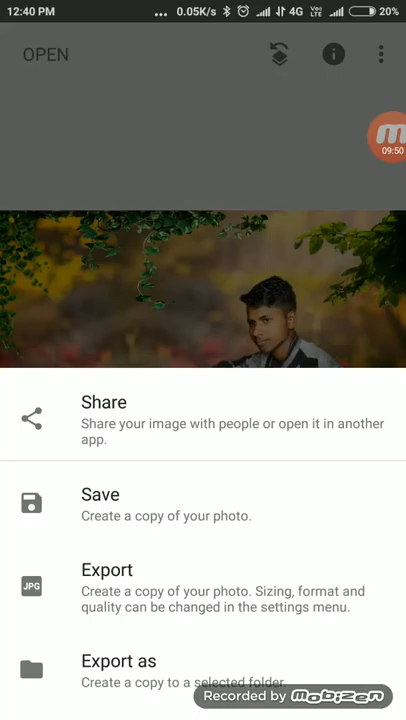 12:40 PM ... 0.05K/s 4G Vo) LTE 20%
OPEN
09:50
Share
Share your image with people or open it in another
app.
Save
Create a copy of your photo.
JPG
Export
Create a copy of your photo. Sizing, format and
quality can be changed in the settings menu.
Export as
Create a copy to a selected folder.
Recorded by mobizen